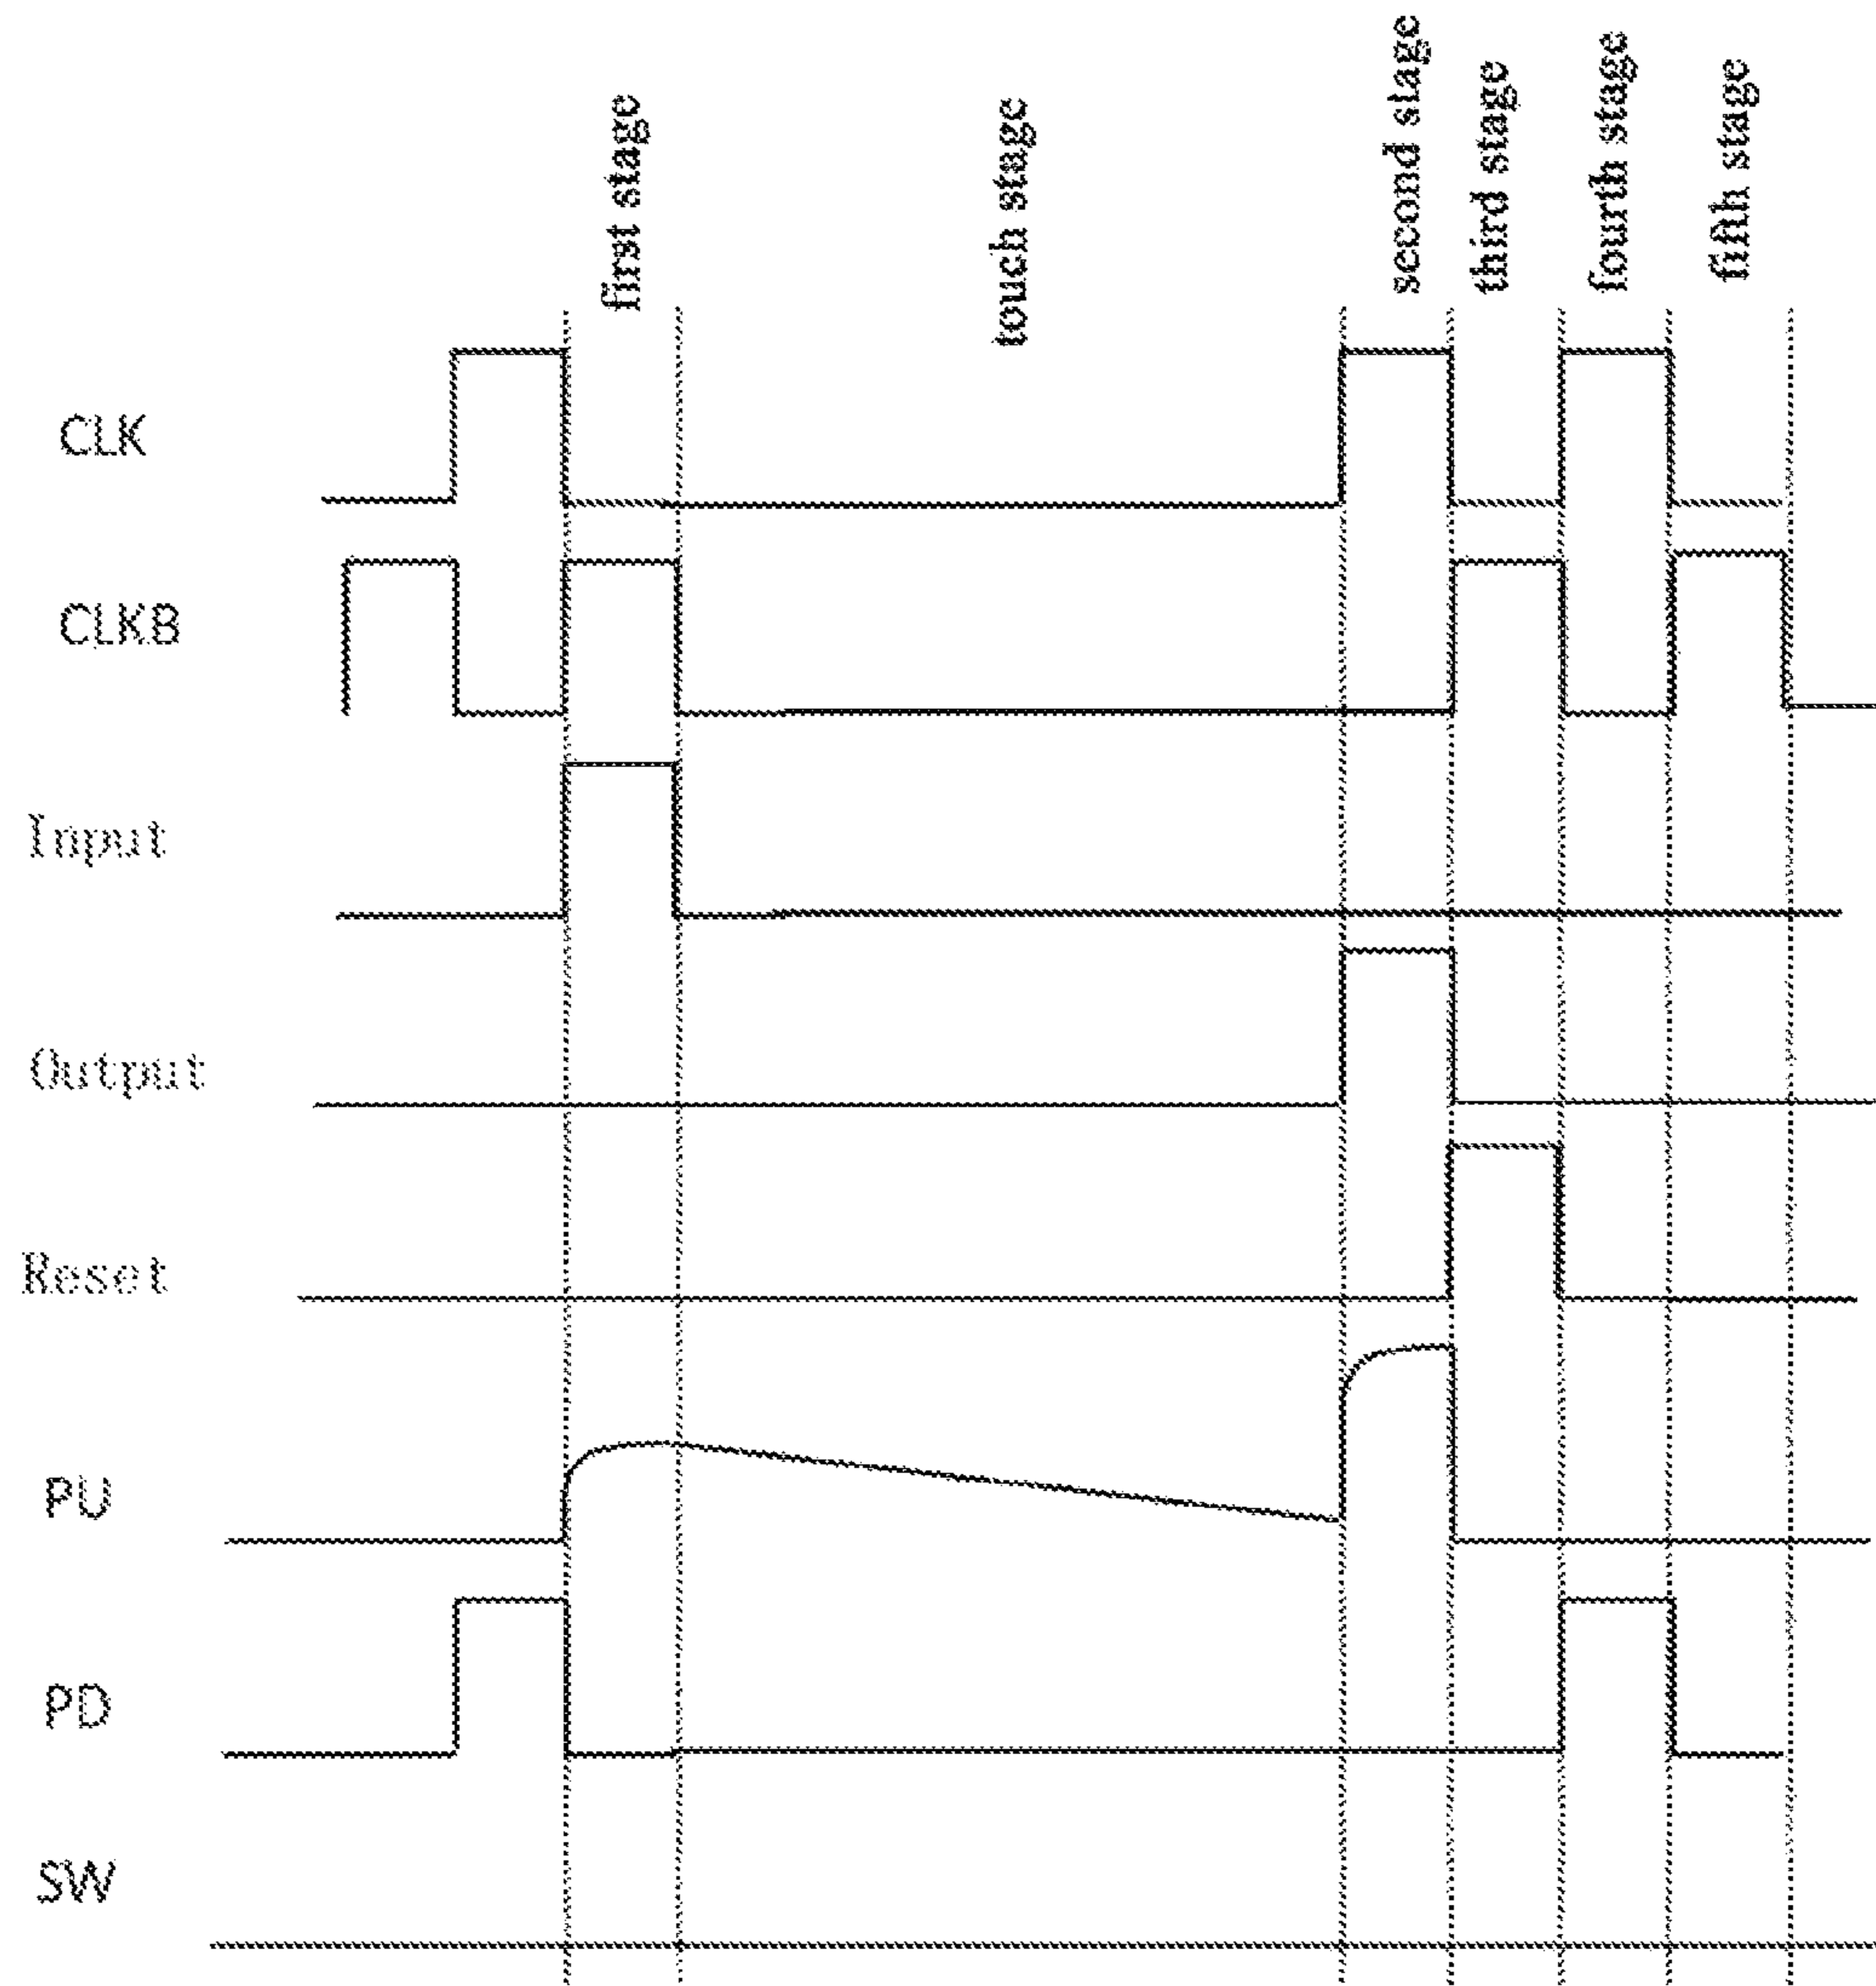 first stage
touch stage
second stage
third stage
fourth stage
fifth stage
CLK
CLKB
Input
Output
Reset
PU
PD
SW